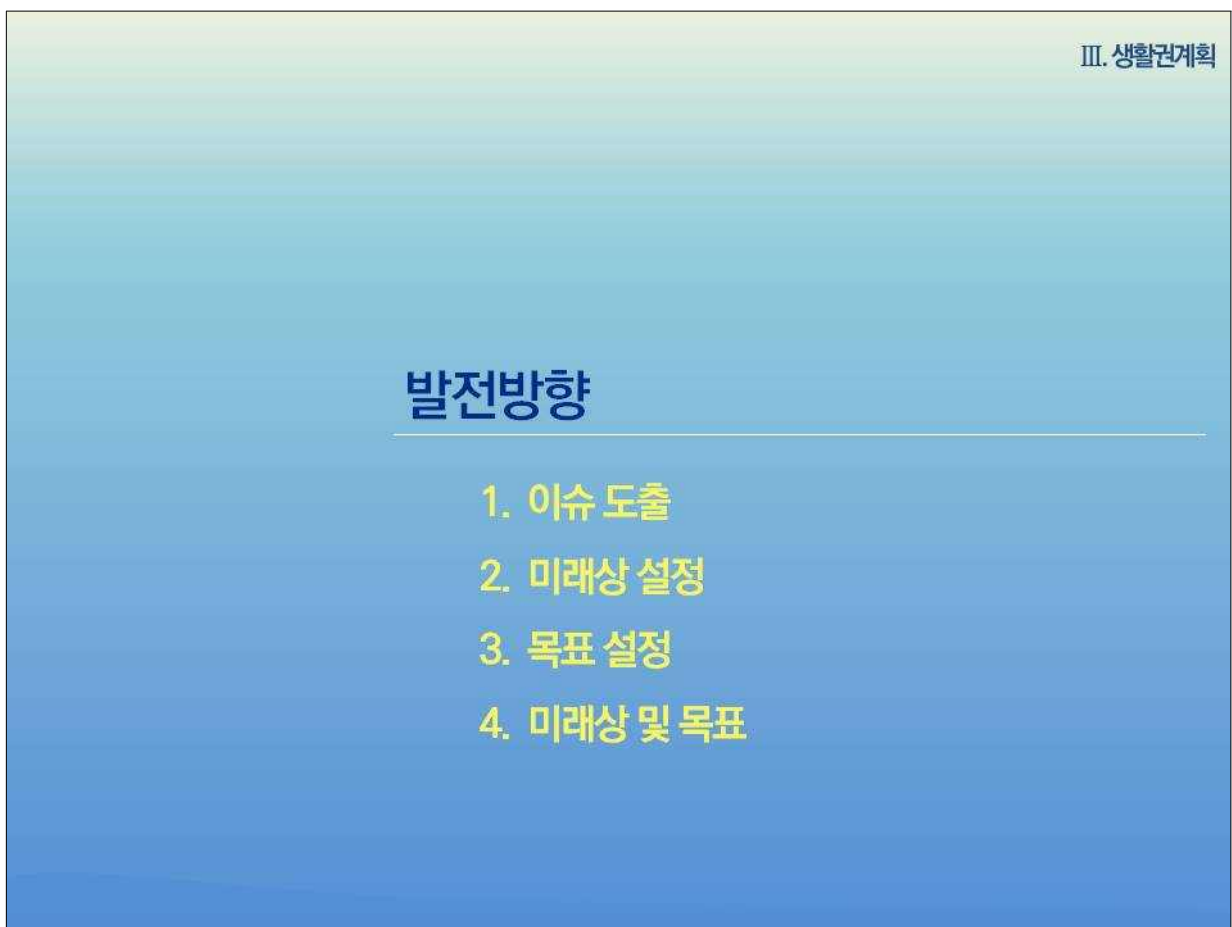 Ⅲ. 생활권계획
발전방향
1. 이슈 도출
2. 미래상 설정
3. 목표 설정
4. 미래상 및 목표